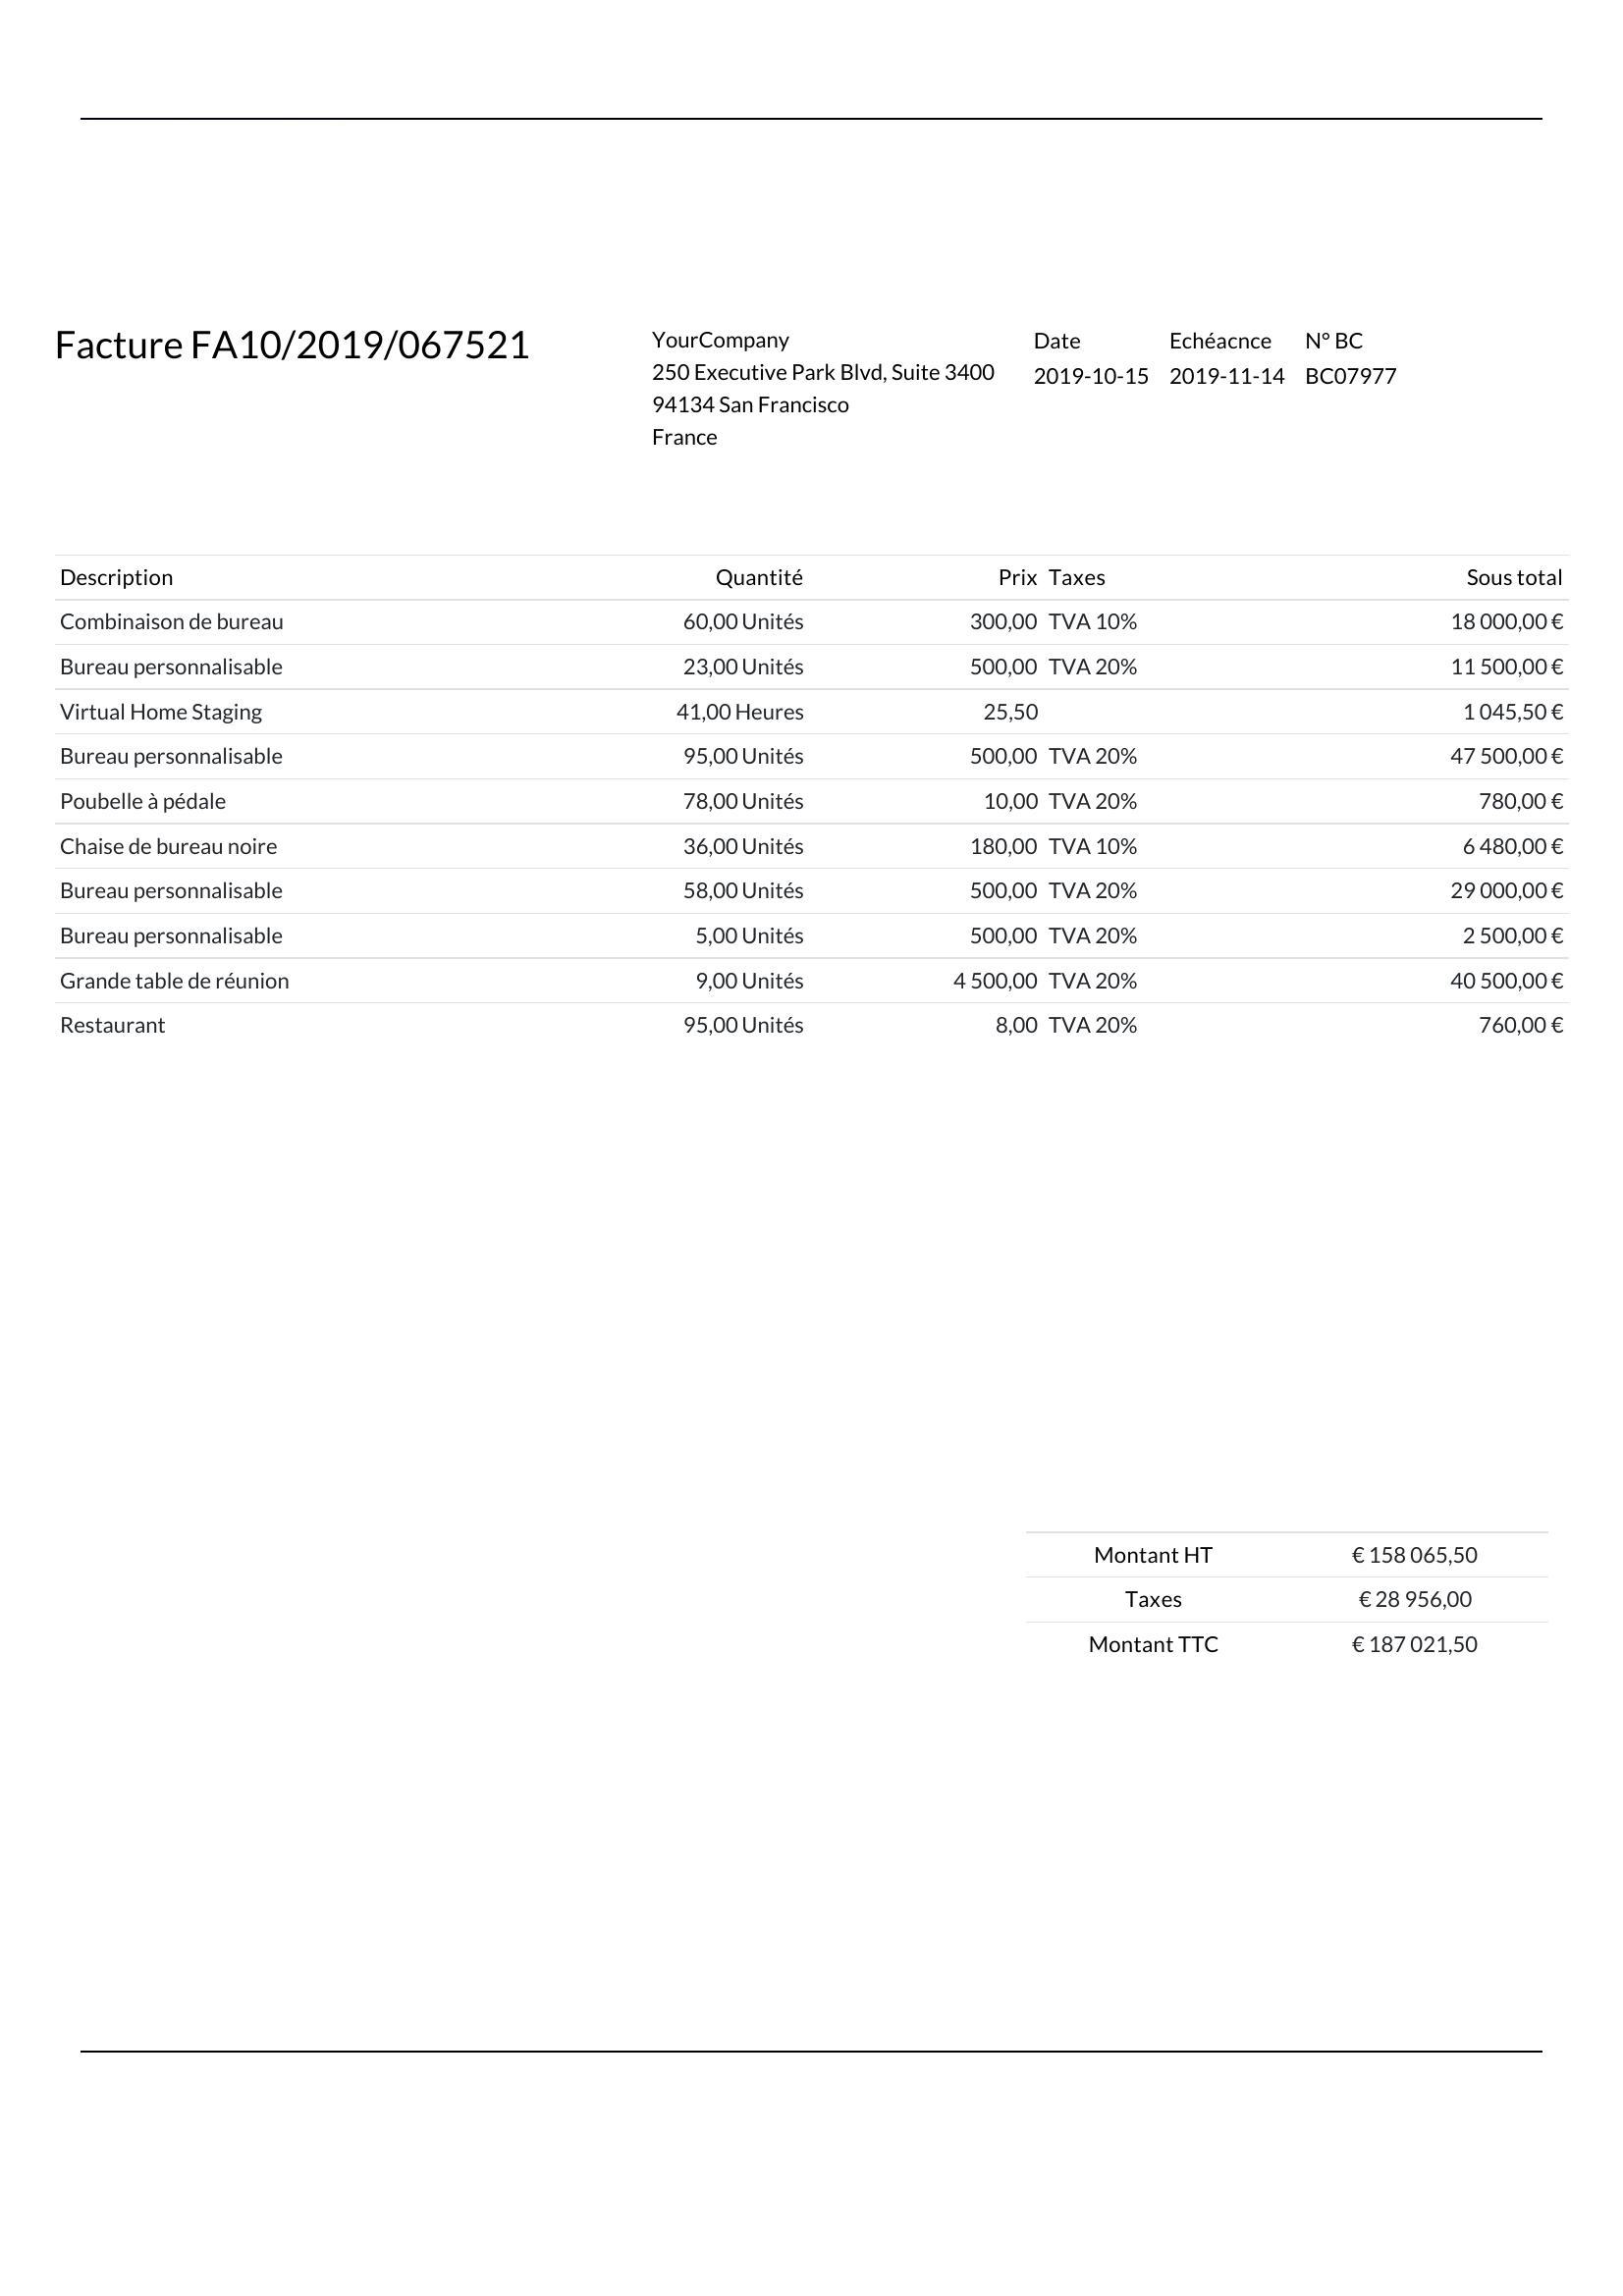 Facture FA10/2019/067521
YourCompany
250 Executive Park Blvd, Suite 3400
94134 San Francisco
France
Date Echéacnce N° BC
2019-10-15 2019-11-14 BC07977
Description Quantité Prix Taxes Sous total
Combinaison de bureau 60,00 Unités 300,00 TVA 10% 18 000,00 €
Bureau personnalisable 23,00 Unités 500,00 TVA 20% 11 500,00 €
Virtual Home Staging 41,00 Heures 25,50 1 045,50 €
Bureau personnalisable 95,00 Unités 500,00 TVA 20% 47 500,00 €
Poubelle à pédale 78,00 Unités 10,00 TVA 20% 780,00 €
Chaise de bureau noire 36,00 Unités 180,00 TVA 10% 6 480,00 €
Bureau personnalisable 58,00 Unités 500,00 TVA 20% 29 000,00 €
Bureau personnalisable 5,00 Unités 500,00 TVA 20% 2 500,00 €
Grande table de réunion 9,00 Unités 4 500,00 TVA 20% 40 500,00 €
Restaurant 95,00 Unités 8,00 TVA 20% 760,00 €
Montant HT € 158 065,50
Taxes € 28 956,00
Montant TTC € 187 021,50